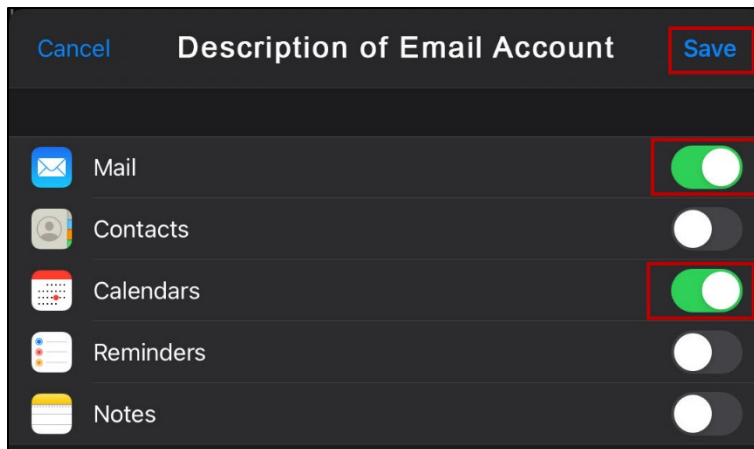 Cancel Description of Email Account Save
Mail
Contacts
Calendars
Reminders
Notes